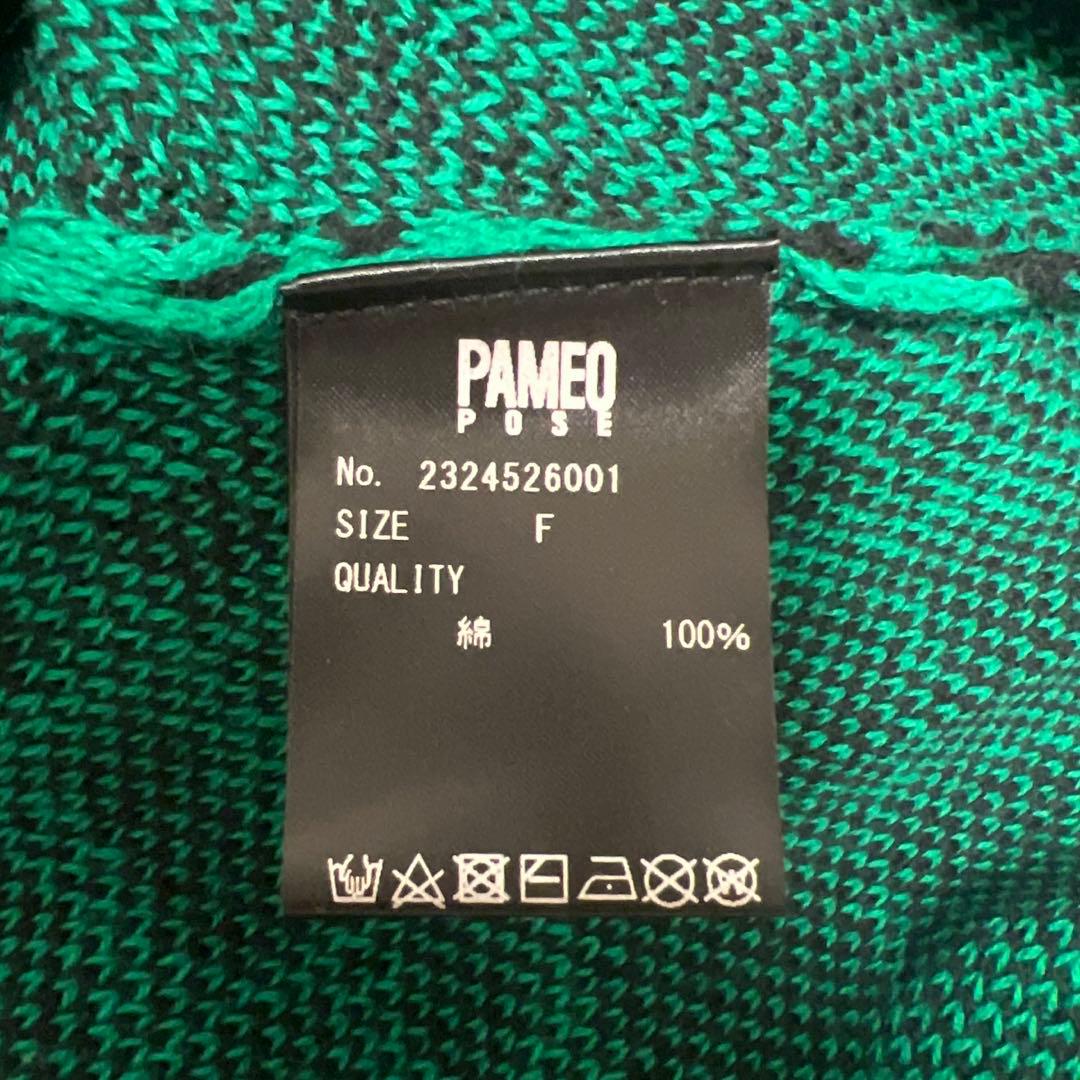 PAMEO
POSE
No. 2324526001
SIZE F
QUALITY
綿 100%